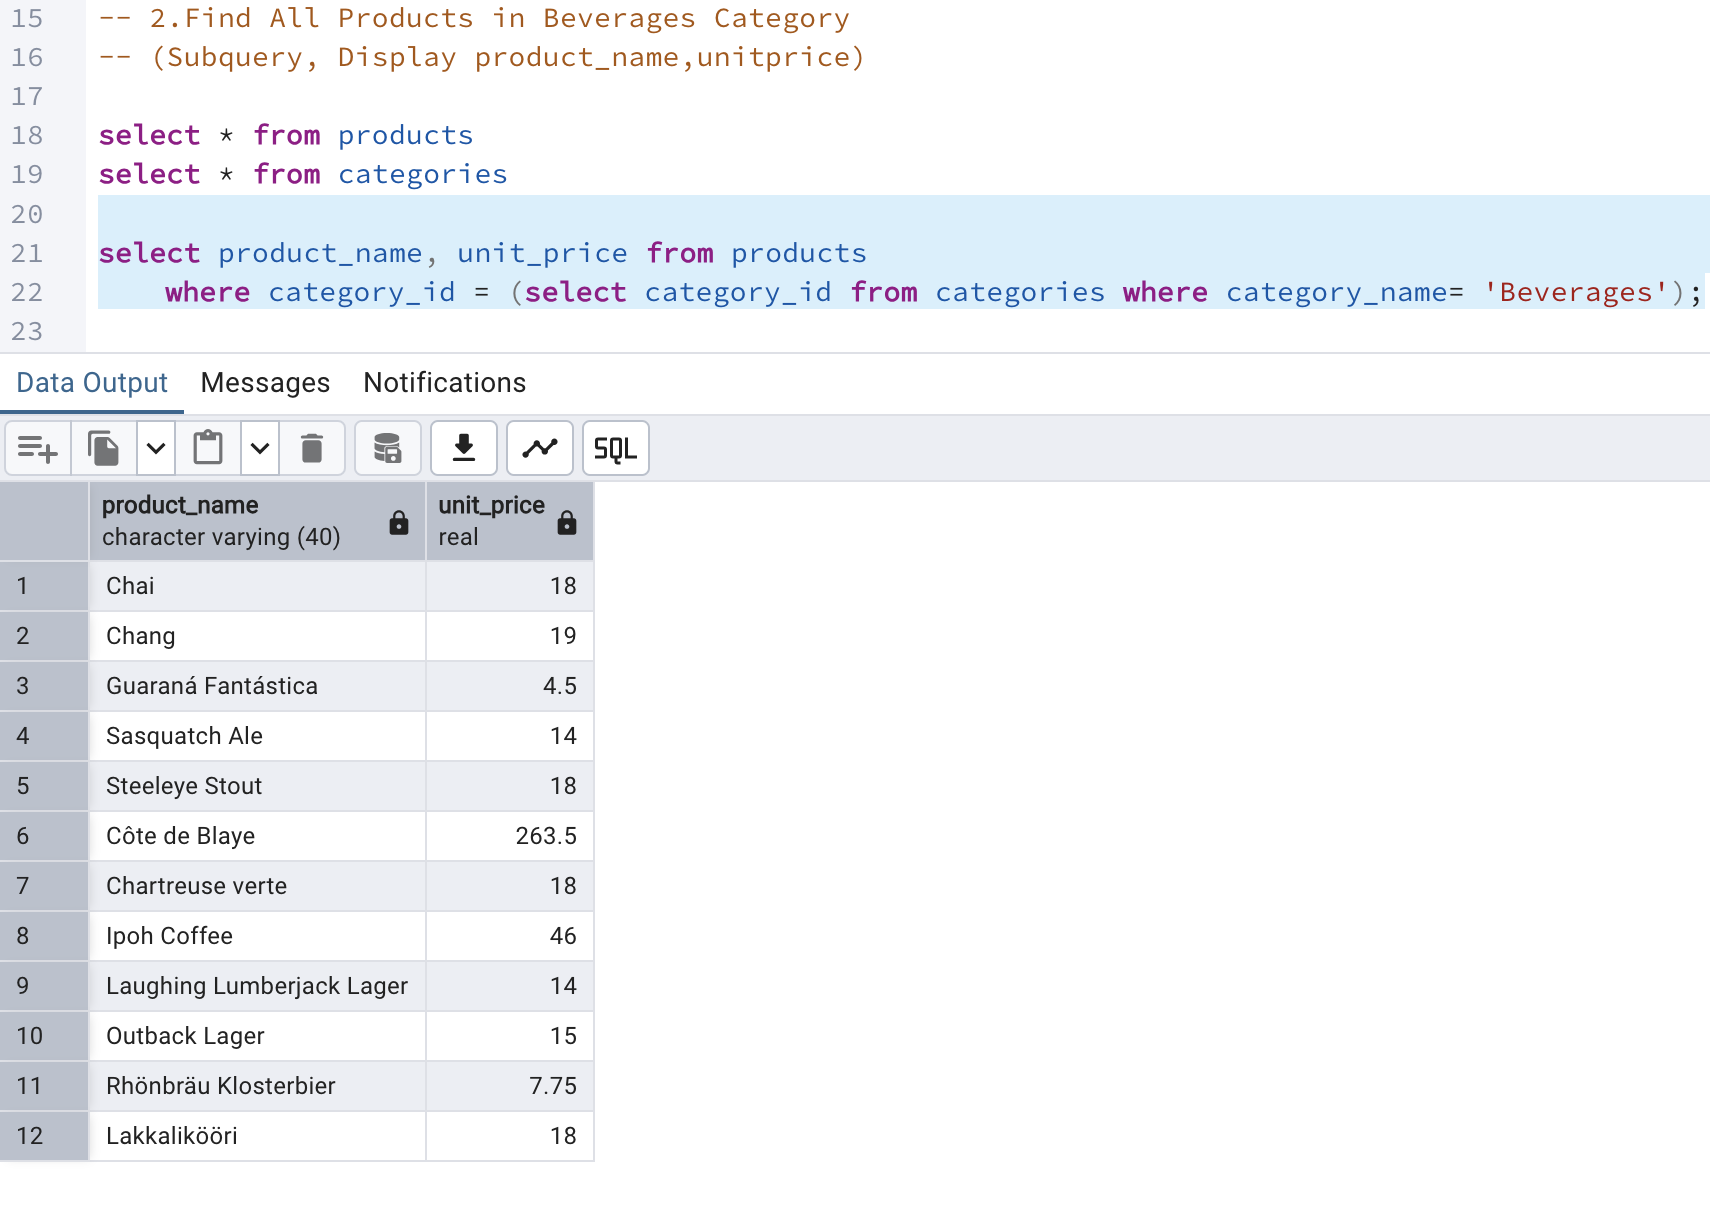 15 -- 2.Find All Products in Beverages Category
16 -- (Subquery, Display product_name,unitprice)
17
18 select * from products
19 select * from categories
20
21 select product_name, unit_price from products
22 where category_id = (select category_id from categories where category_name= 'Beverages');
23
Data Output Messages Notifications
SQL
product_name unit_price
character varying (40) real
1 Chai 18
2 Chang 19
3 Guaraná Fantástica 4.5
4 Sasquatch Ale 14
5 Steeleye Stout 18
6 Côte de Blaye 263.5
7 Chartreuse verte 18
8 Ipoh Coffee 46
9 Laughing Lumberjack Lager 14
10 Outback Lager 15
11 Rhönbräu Klosterbier 7.75
12 Lakkalikööri 18